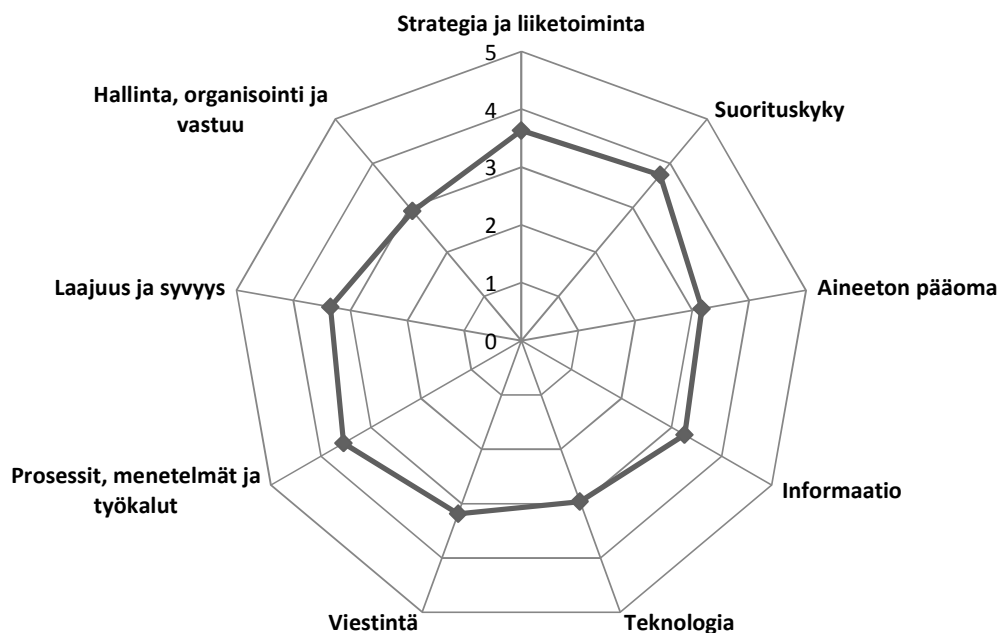 Strategia ja liiketoiminta
5
Hallinta, organisointi ja
vastuu
Suorituskyky
4
3
2
1
0
Laajuus ja syvyys
Aineeton pääoma
Prosessit, menetelmät ja
työkalut
Informaatio
Viestintä
Teknologia